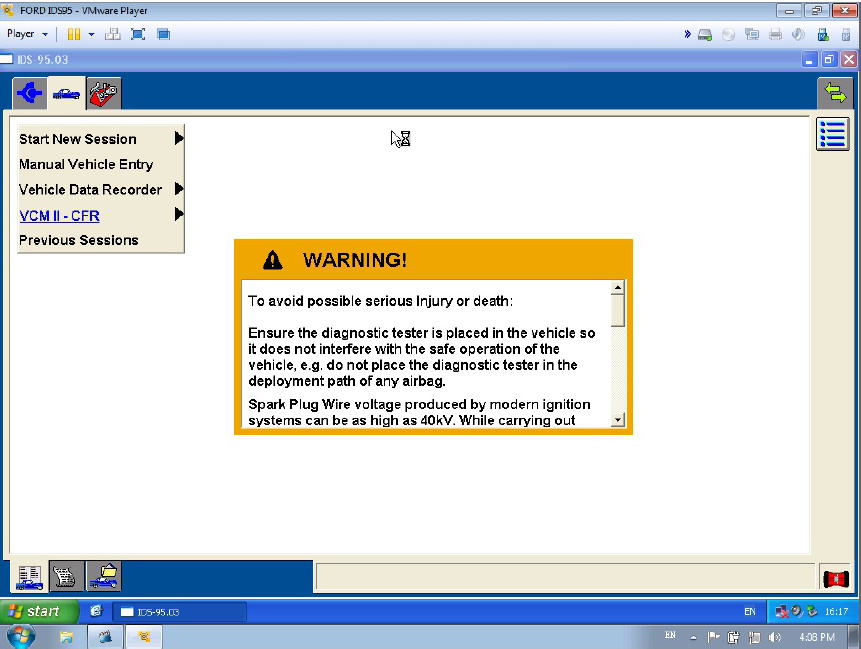 FORD IDS95 - VMware Player
Player
IDS-95.03
Start New Session
Manual Vehicle Entry
Vehicle Data Recorder
VCM II - CFR
Previous Sessions
WARNING!
To avoid possible serious Injury or death:
Ensure the diagnostic tester is placed in the vehicle so
it does not interfere with the safe operation of the
vehicle, e.g. do not place the diagnostic tester in the
deployment path of any airbag.
Spark Plug Wire voltage produced by modern ignition
systems can be as high as 40kV. While carrying out
start
IDS-95.03
EN
16:17
EN
4:08 PM